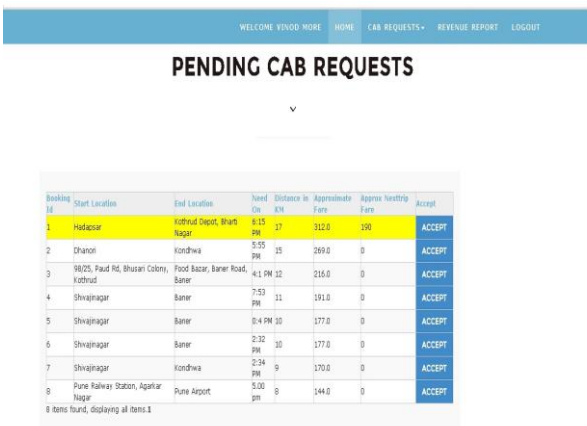 WELCOME VINOD MORE HOME CAB REQUESTS REVENUE REPORT LOGOUT
PENDING CAB REQUESTS
Booking Id Start Location End Location Need On Distance in KM Approximate Fare Approx Nesttrip Fare Accept
1 Hadapsar Kothrud Depot, Bharti Nagar 6:15 PM 17 312.0 190 ACCEPT
2 Dhanori Kondhwa 5:55 PM 15 269.0 0 ACCEPT
3 98/25, Paud Rd, Bhusari Colony, Kothrud Food Bazar, Baner Road, Baner 4:1 PM 12 216.0 0 ACCEPT
4 Shivajinagar Baner 7:53 PM 11 191.0 0 ACCEPT
5 Shivajinagar Baner 0:4 PM 10 177.0 0 ACCEPT
6 Shivajinagar Baner 2:32 PM 10 177.0 0 ACCEPT
7 Shivajinagar Kondhwa 2:34 PM 9 170.0 0 ACCEPT
8 Pune Railway Station, Agarkar Nagar Pune Airport 5.00 pm 8 144.0 0 ACCEPT
8 items found, displaying all items.1